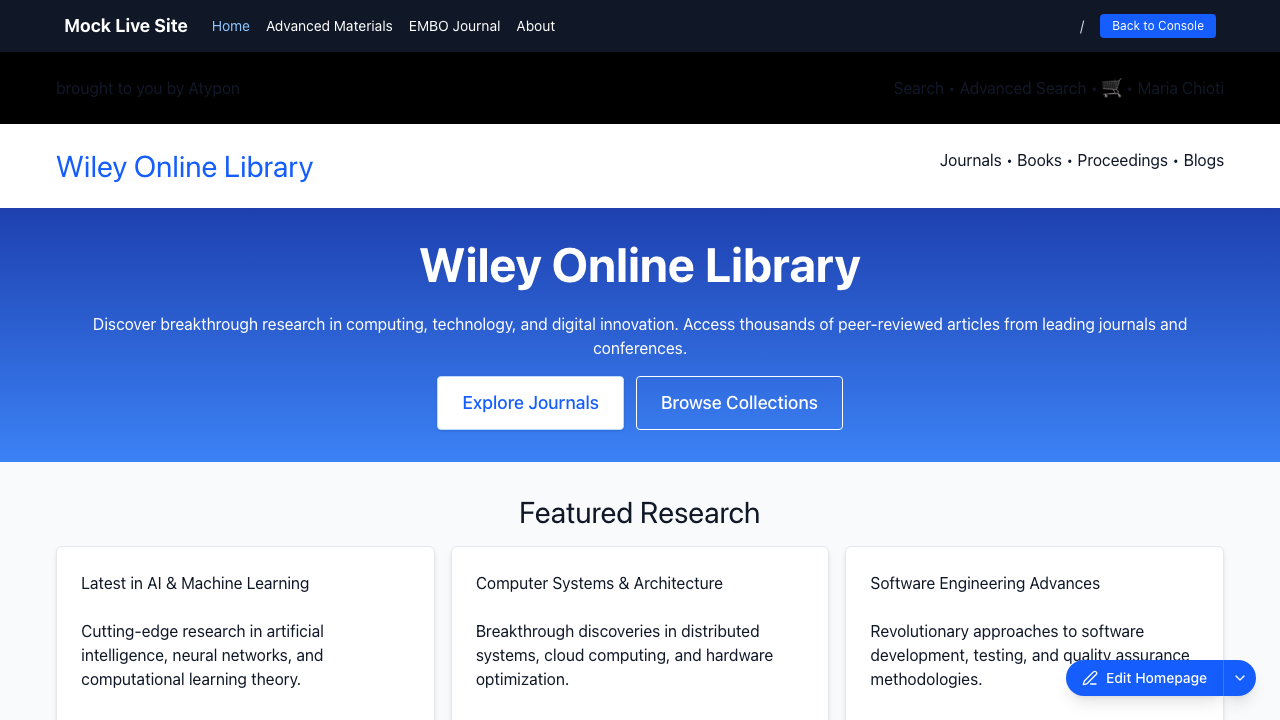 Mock Live Site Home Advanced Materials EMBO Journal About / Back to Console
brought to you by Atypon Search • Advanced Search • 🛒 • Maria Chioti
Wiley Online Library Journals • Books • Proceedings • Blogs
Wiley Online Library
Discover breakthrough research in computing, technology, and digital innovation. Access thousands of peer-reviewed articles from leading journals and
conferences.
Explore Journals Browse Collections
Featured Research
Latest in AI & Machine Learning
Cutting-edge research in artificial
intelligence, neural networks, and
computational learning theory.
Computer Systems & Architecture
Breakthrough discoveries in distributed
systems, cloud computing, and hardware
optimization.
Software Engineering Advances
Revolutionary approaches to software
development, testing, and quality assurance
methodologies.
Edit Homepage